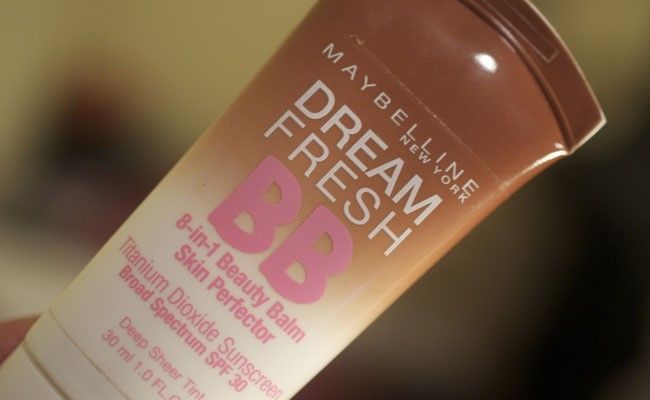 MAYBELLINE
NEW YORK
DREAM
FRESH
BB
8-in-1 Beauty Balm
Skin Perfector
Titanium Dioxide Sunscreen
Broad Spectrum SPF 30
Deep Sheer Tint
30 ml 1.0 FL.